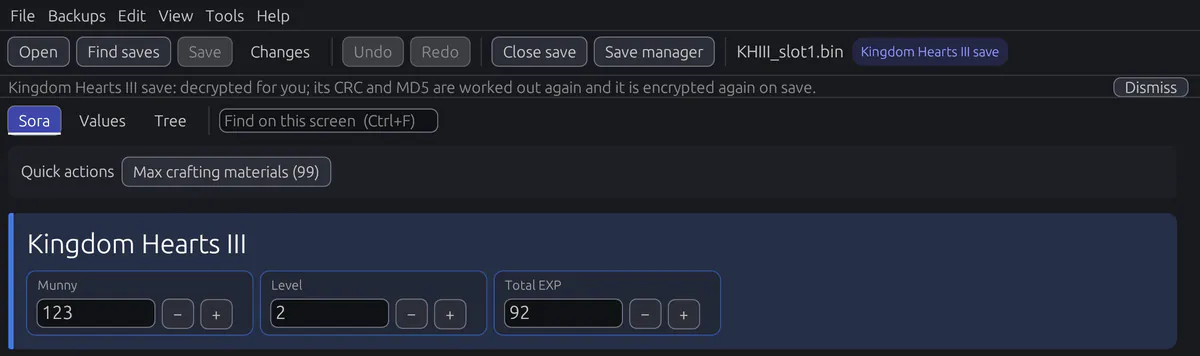 File Backups Edit View Tools Help
Open Find saves Save Changes Undo Redo Close save Save manager KHIII_slot1.bin Kingdom Hearts III save
Kingdom Hearts III save: decrypted for you; its CRC and MD5 are worked out again and it is encrypted again on save. Dismiss
Sora Values Tree Find on this screen (Ctrl+F)
Quick actions Max crafting materials (99)
Kingdom Hearts III
Munny Level Total EXP
123 − + 2 − + 92 − +